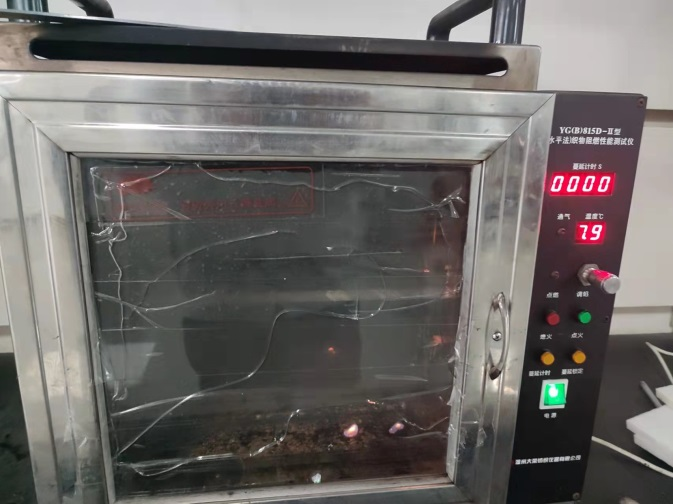 YG(B)815D-II型
水平法)织物阻燃性能测试仪
蔓延计时 S
0000
通气 温度℃
79
点燃 调焰
熄火 点火
蔓延计时 蔓延标定
电源